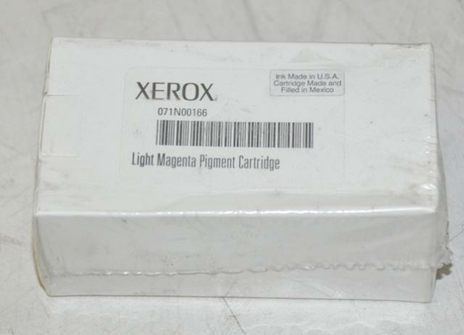 XEROX
071N00166
Light Magenta Pigment Cartridge
Ink Made in U.S.A.
Cartridge Made and
Filled in Mexico